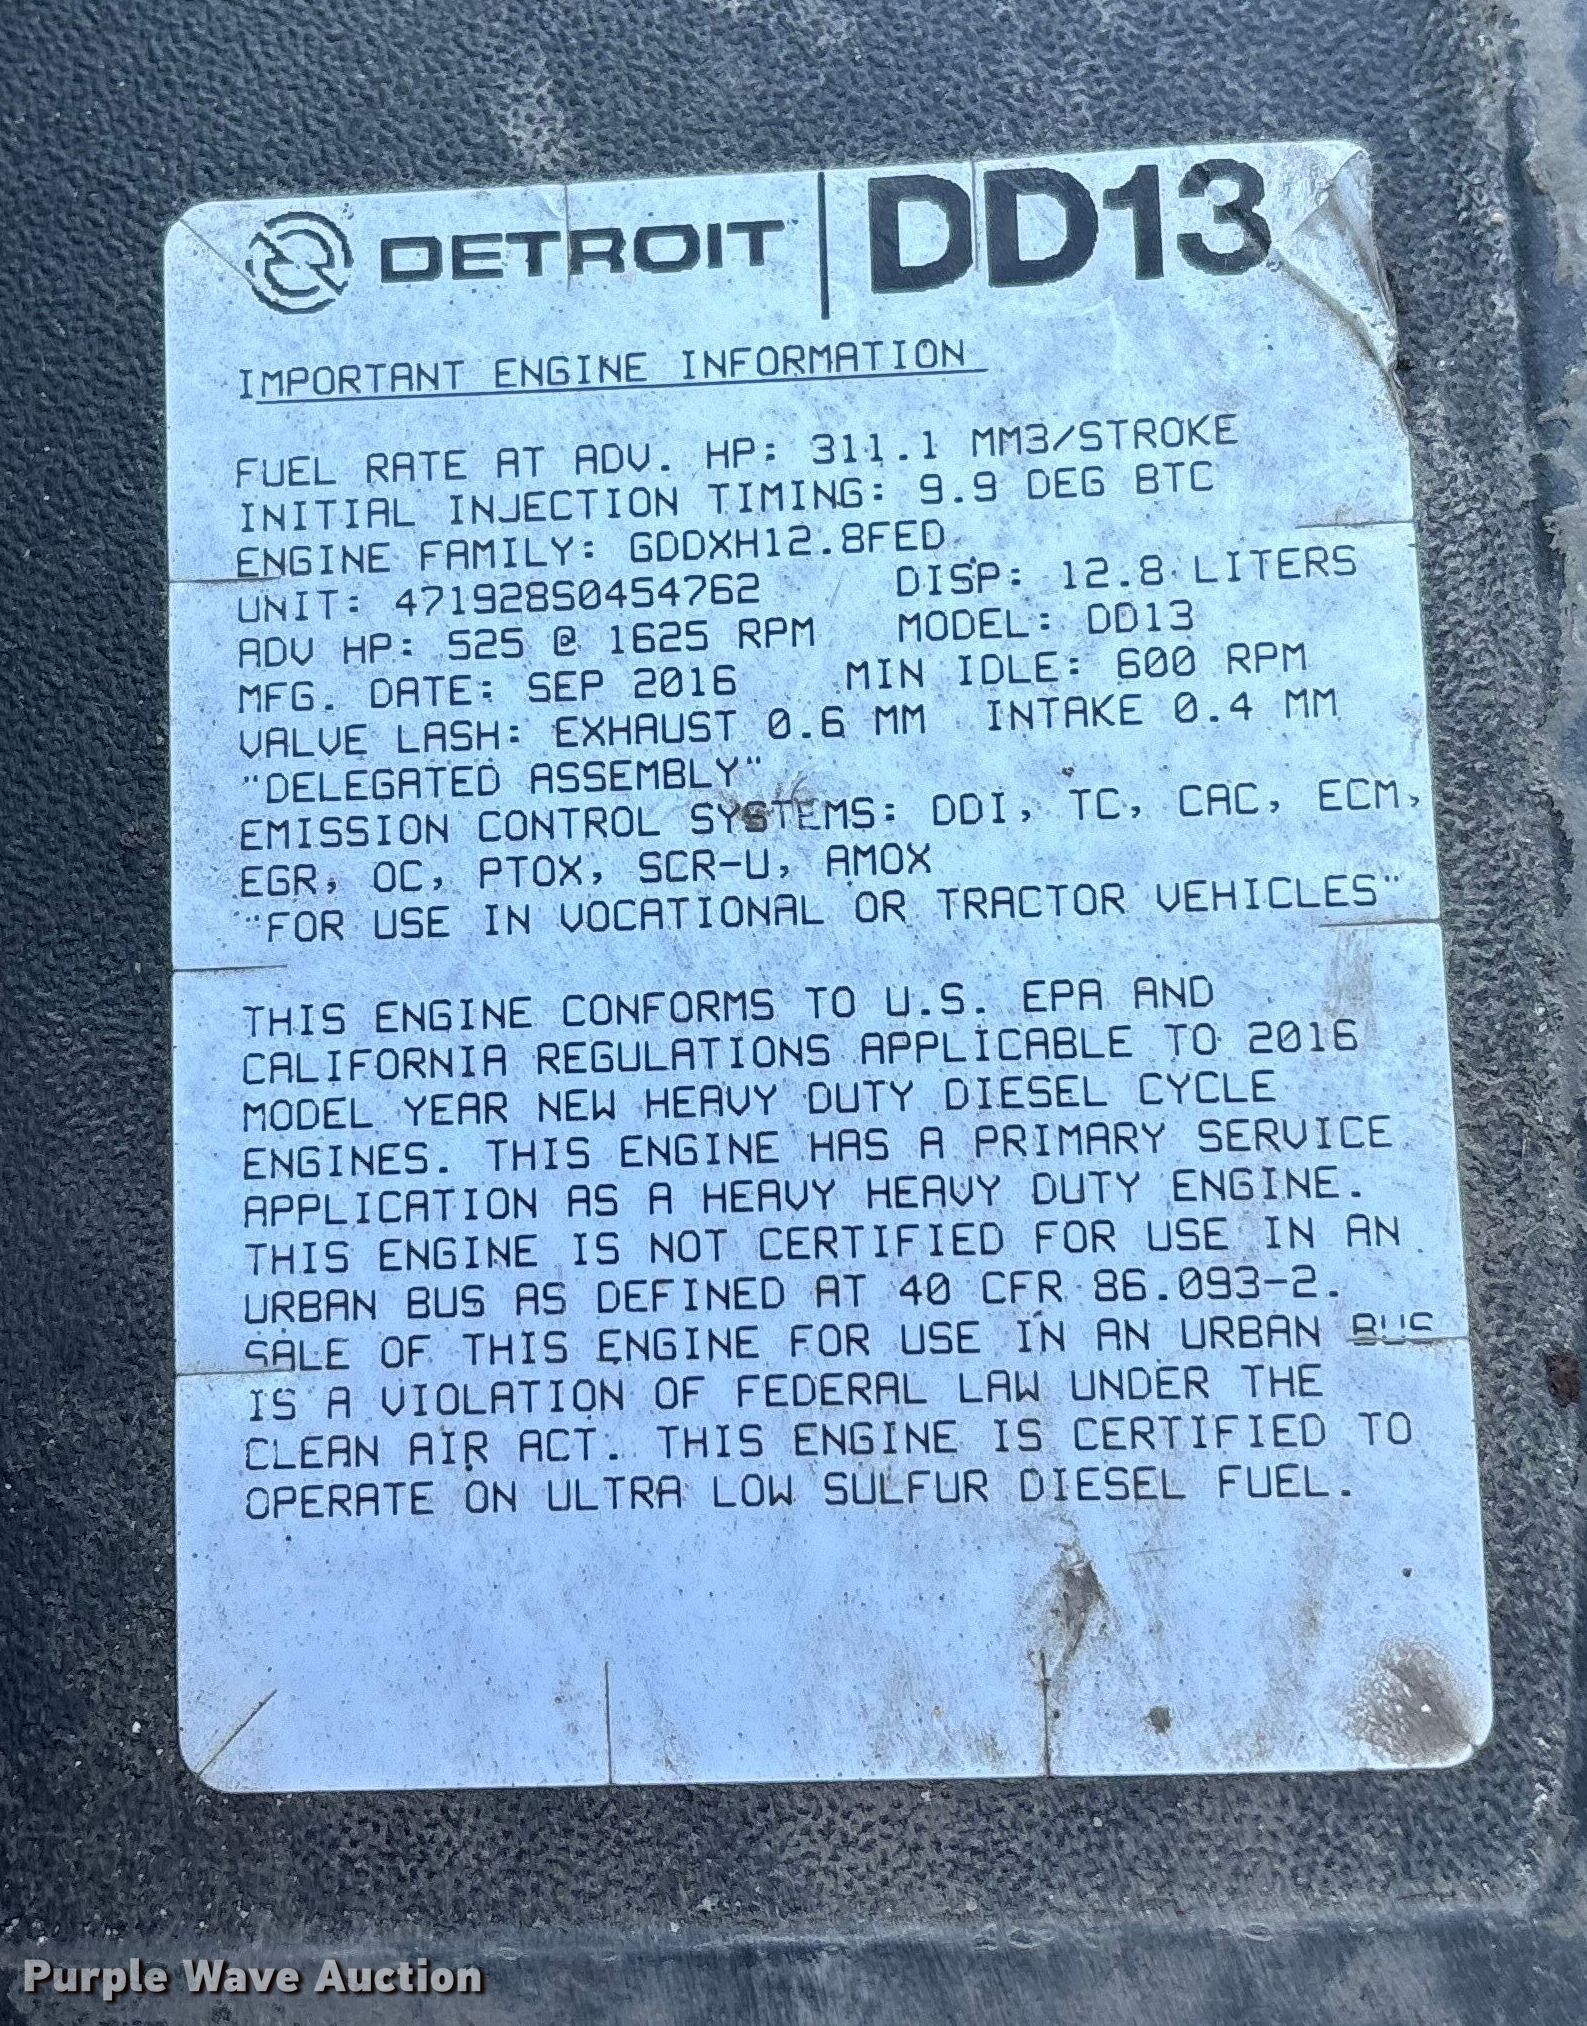 DETROIT | DD13
IMPORTANT ENGINE INFORMATION
FUEL RATE AT ADV. HP: 311.1 MM3/STROKE
INITIAL INJECTION TIMING: 9.9 DEG BTC
ENGINE FAMILY: GDDXH12.8FED
UNIT: 471928S0454762 DISP: 12.8 LITERS
ADV HP: 525 @ 1625 RPM MODEL: DD13
MFG. DATE: SEP 2016 MIN IDLE: 600 RPM
VALVE LASH: EXHAUST 0.6 MM INTAKE 0.4 MM
"DELEGATED ASSEMBLY"
EMISSION CONTROL SYSTEMS: DDI, TC, CAC, ECM,
EGR, OC, PTOX, SCR-U, AMOX
"FOR USE IN VOCATIONAL OR TRACTOR VEHICLES"
THIS ENGINE CONFORMS TO U.S. EPA AND
CALIFORNIA REGULATIONS APPLICABLE TO 2016
MODEL YEAR NEW HEAVY DUTY DIESEL CYCLE
ENGINES. THIS ENGINE HAS A PRIMARY SERVICE
APPLICATION AS A HEAVY HEAVY DUTY ENGINE.
THIS ENGINE IS NOT CERTIFIED FOR USE IN AN
URBAN BUS AS DEFINED AT 40 CFR 86.093-2.
SALE OF THIS ENGINE FOR USE IN AN URBAN BUS
IS A VIOLATION OF FEDERAL LAW UNDER THE
CLEAN AIR ACT. THIS ENGINE IS CERTIFIED TO
OPERATE ON ULTRA LOW SULFUR DIESEL FUEL.
Purple Wave Auction